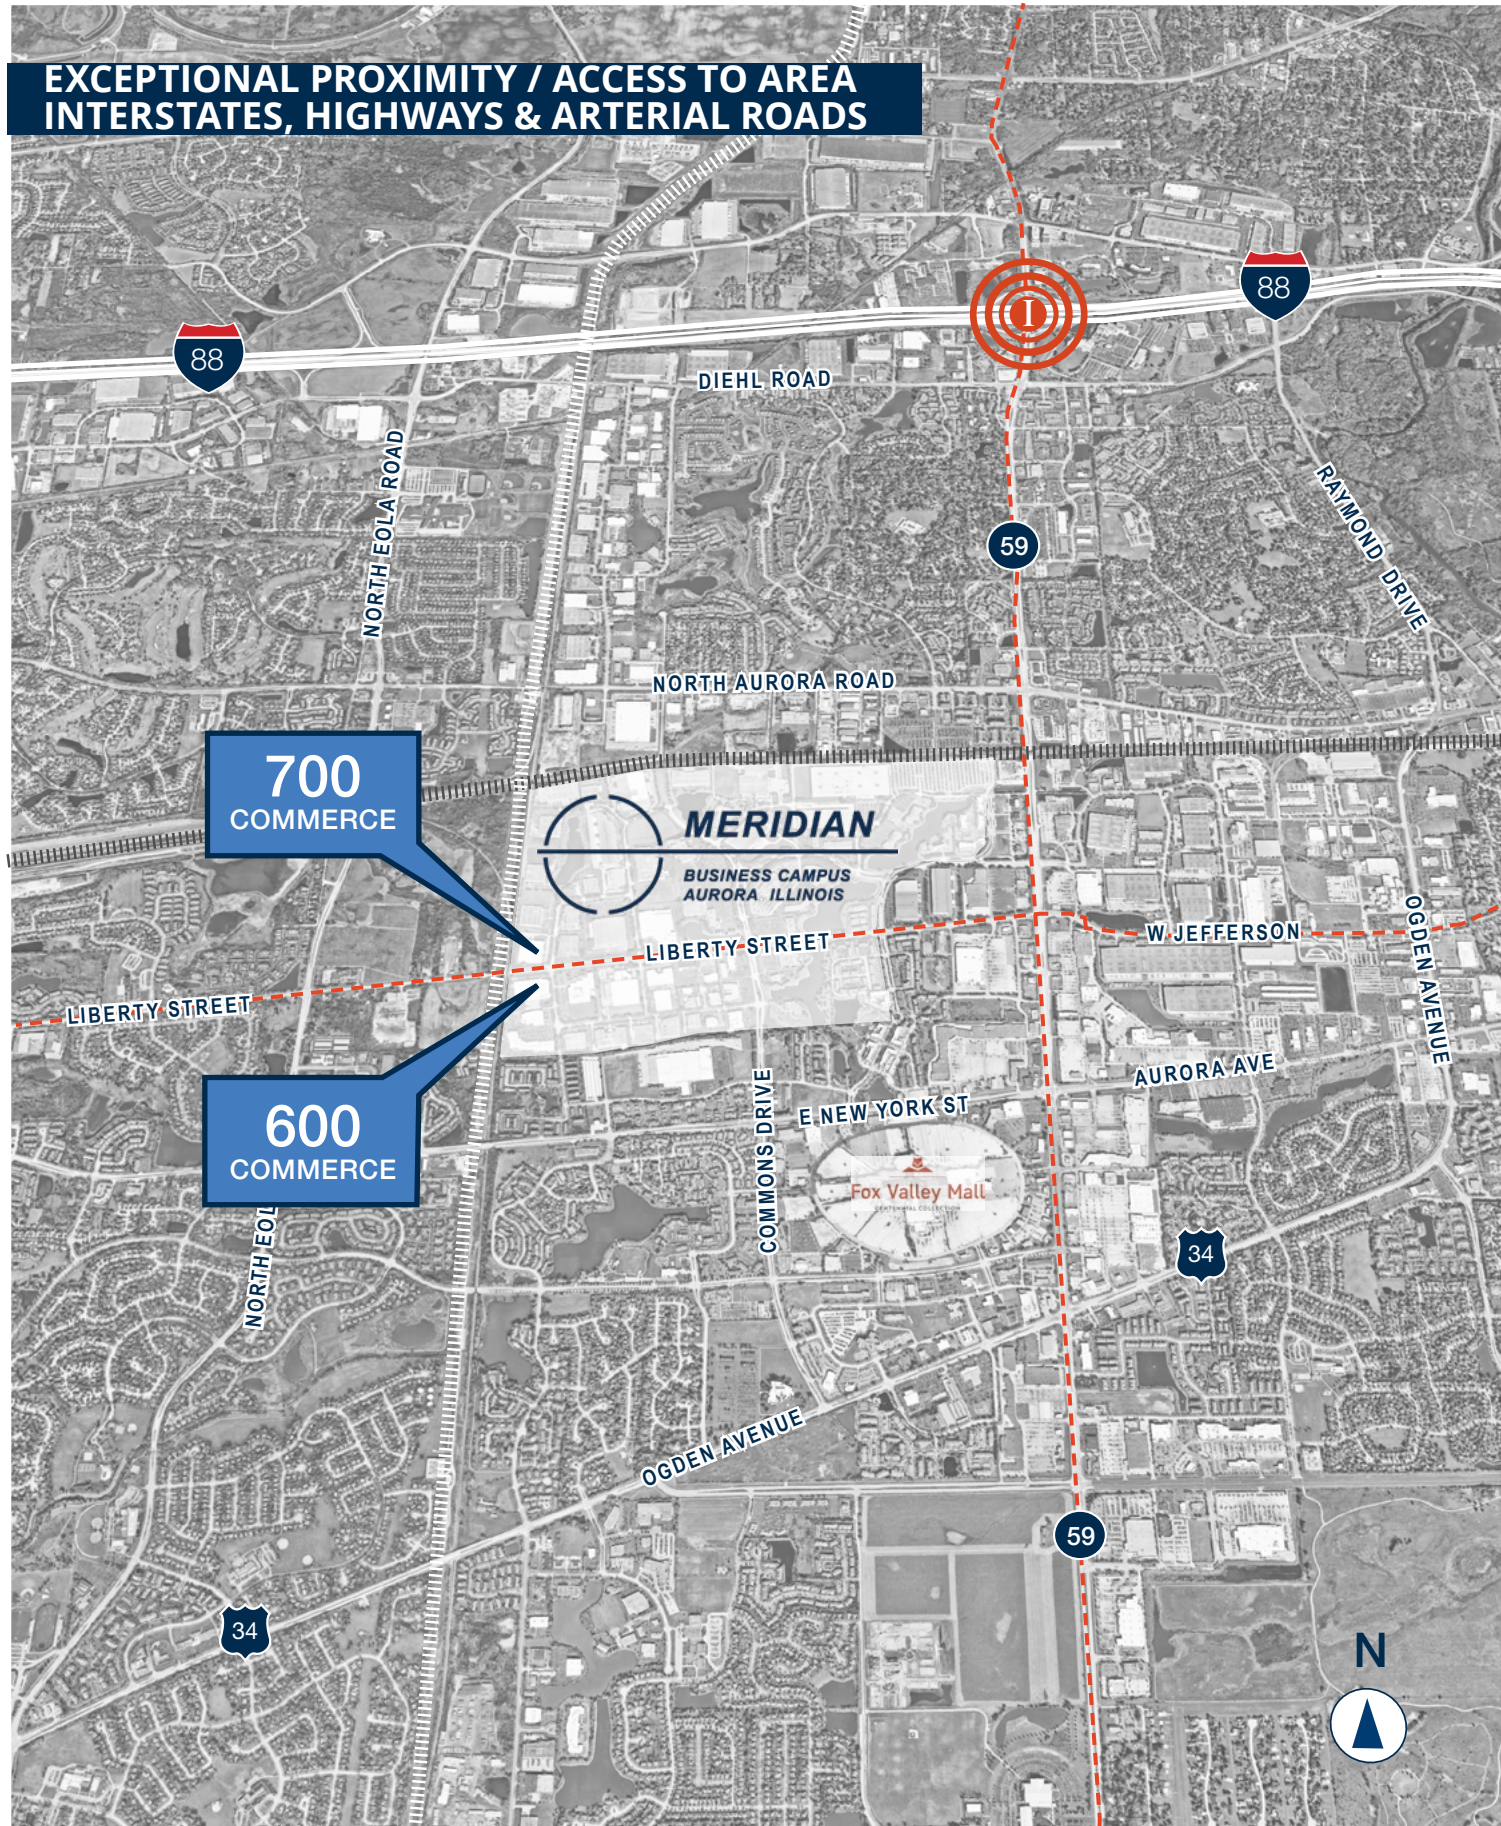 EXCEPTIONAL PROXIMITY / ACCESS TO AREA
INTERSTATES, HIGHWAYS & ARTERIAL ROADS
88
I
88
DIEHL ROAD
NORTH EOLA ROAD
RAYMOND DRIVE
59
NORTH AURORA ROAD
700
COMMERCE
MERIDIAN
BUSINESS CAMPUS
AURORA ILLINOIS
LIBERTY STREET
W JEFFERSON
OGDEN AVENUE
LIBERTY STREET
AURORA AVE
COMMONS DRIVE
E NEW YORK ST
600
COMMERCE
Fox Valley Mall
CENTENNIAL COLLECTION
NORTH EOL
34
OGDEN AVENUE
59
34
N